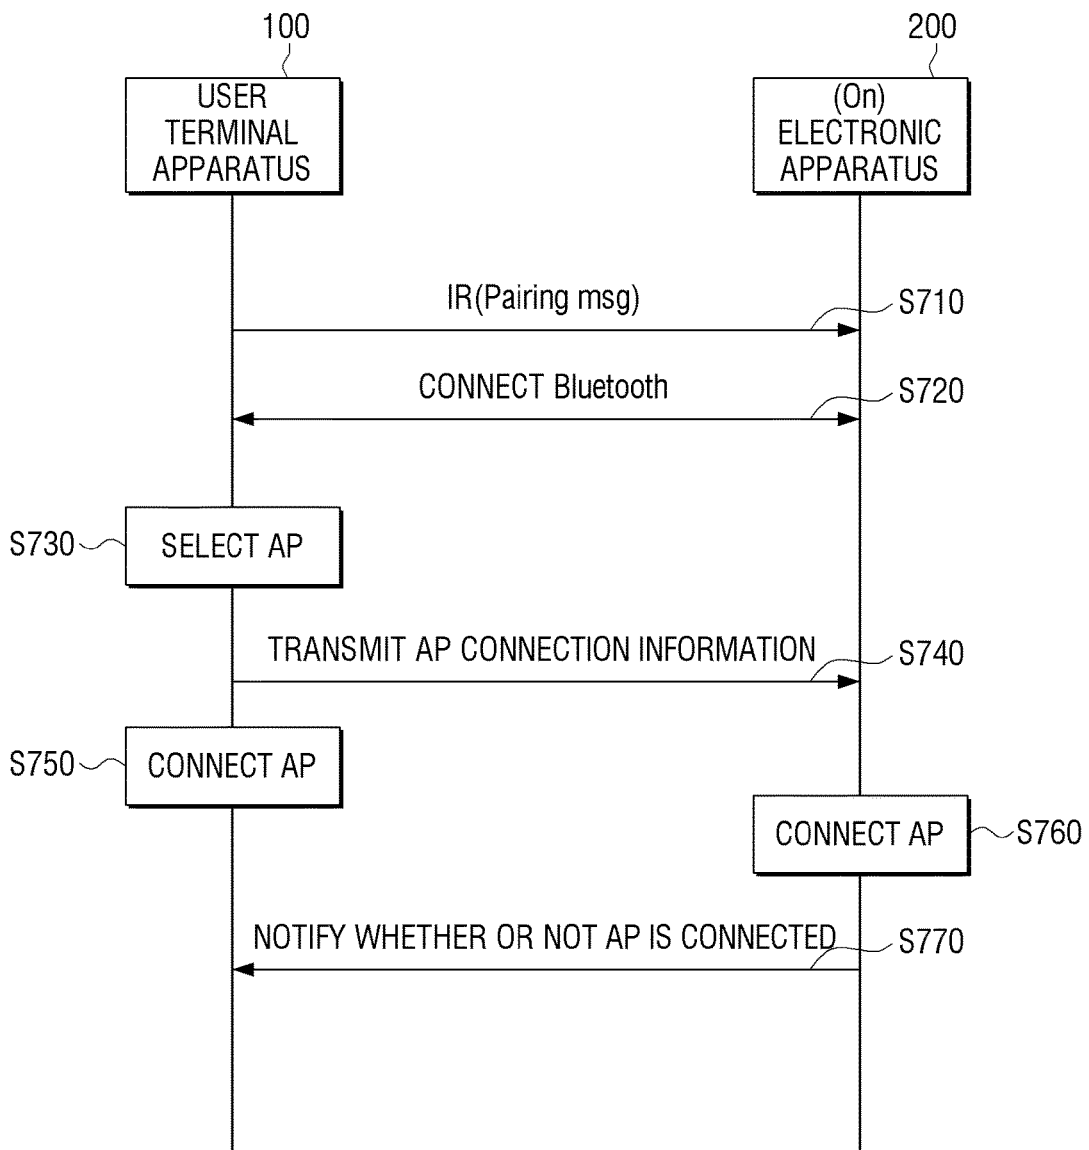 100
200
USER
TERMINAL
APPARATUS
(On)
ELECTRONIC
APPARATUS
IR(Pairing msg)
S710
CONNECT Bluetooth
S720
S730
SELECT AP
TRANSMIT AP CONNECTION INFORMATION
S740
S750
CONNECT AP
CONNECT AP
S760
NOTIFY WHETHER OR NOT AP IS CONNECTED
S770